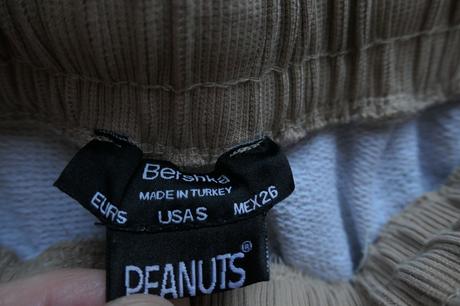 Bershka
MADE IN TURKEY
EUR S USA S MEX 26
PEANUTS®